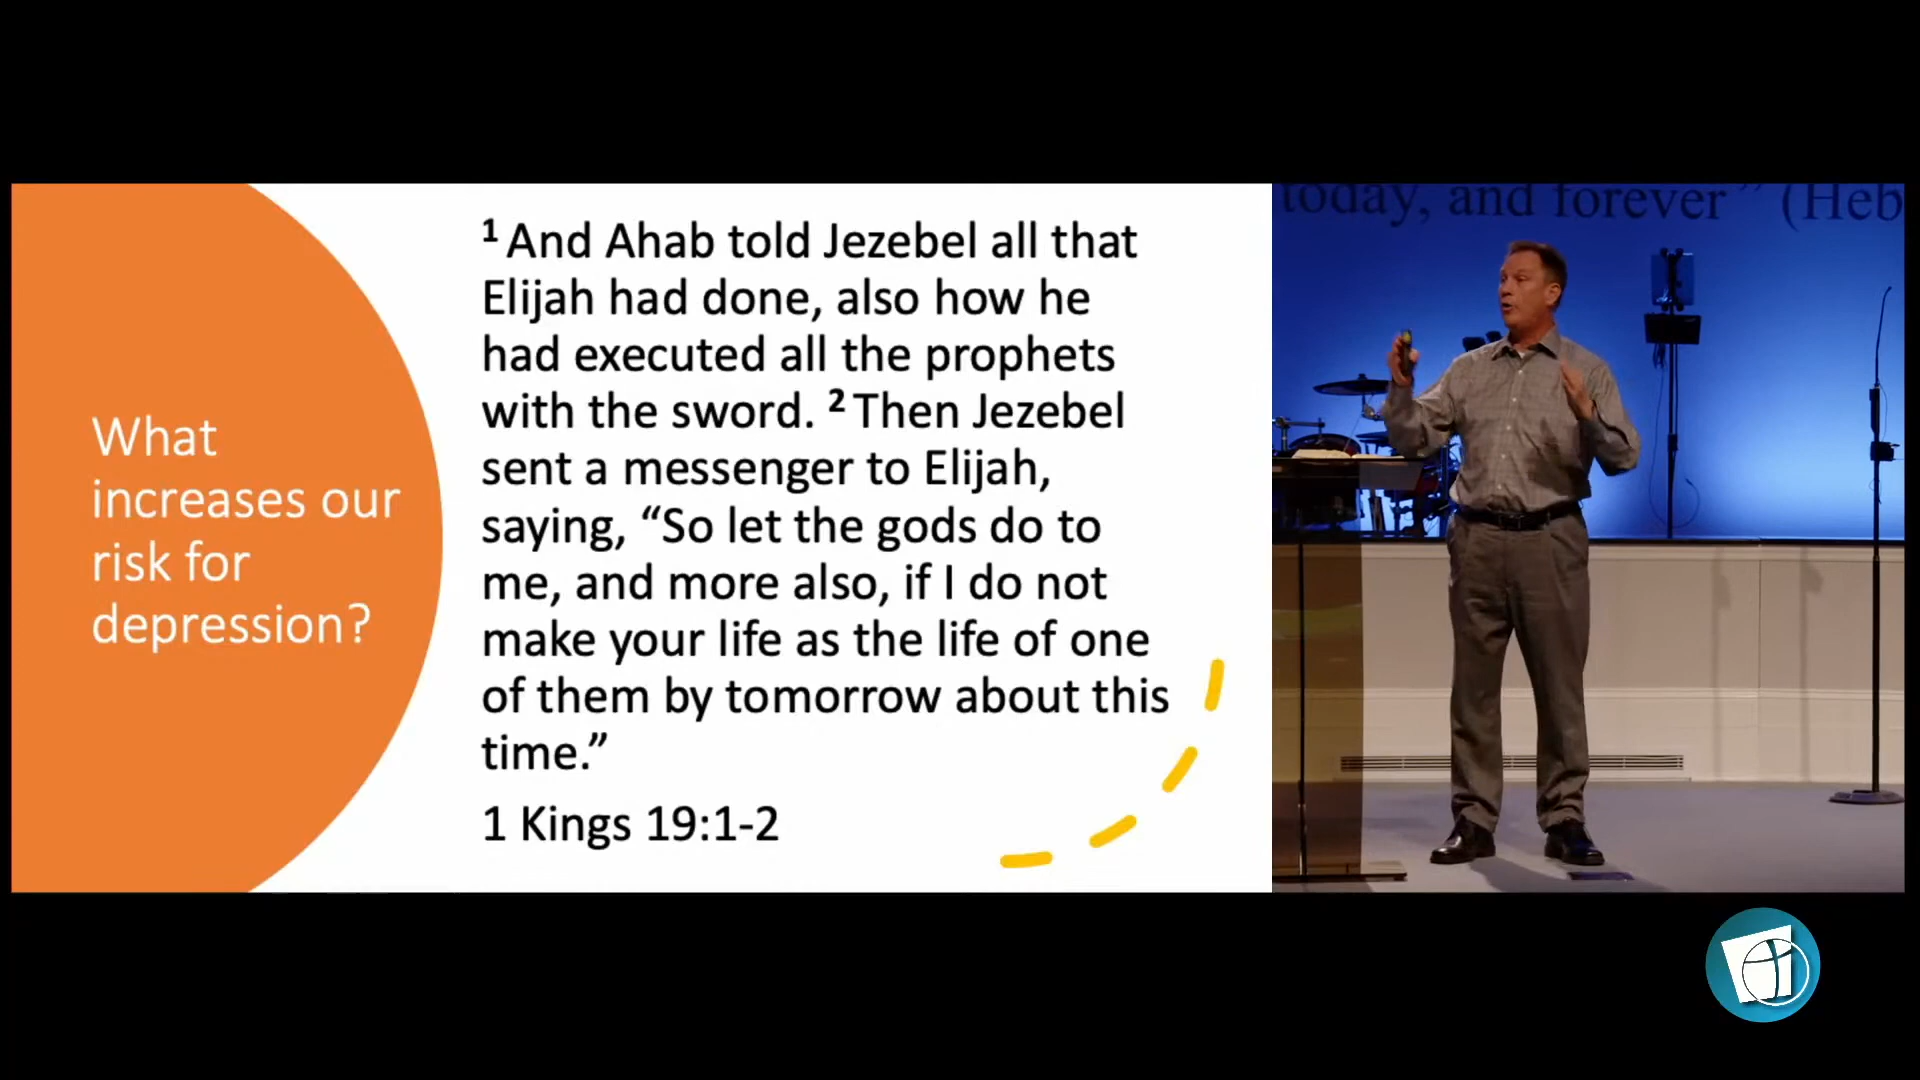 What
increases our
risk for
depression?
¹ And Ahab told Jezebel all that
Elijah had done, also how he
had executed all the prophets
with the sword. ² Then Jezebel
sent a messenger to Elijah,
saying, “So let the gods do to
me, and more also, if I do not
make your life as the life of one
of them by tomorrow about this
time.”
1 Kings 19:1-2
today, and forever” (Heb